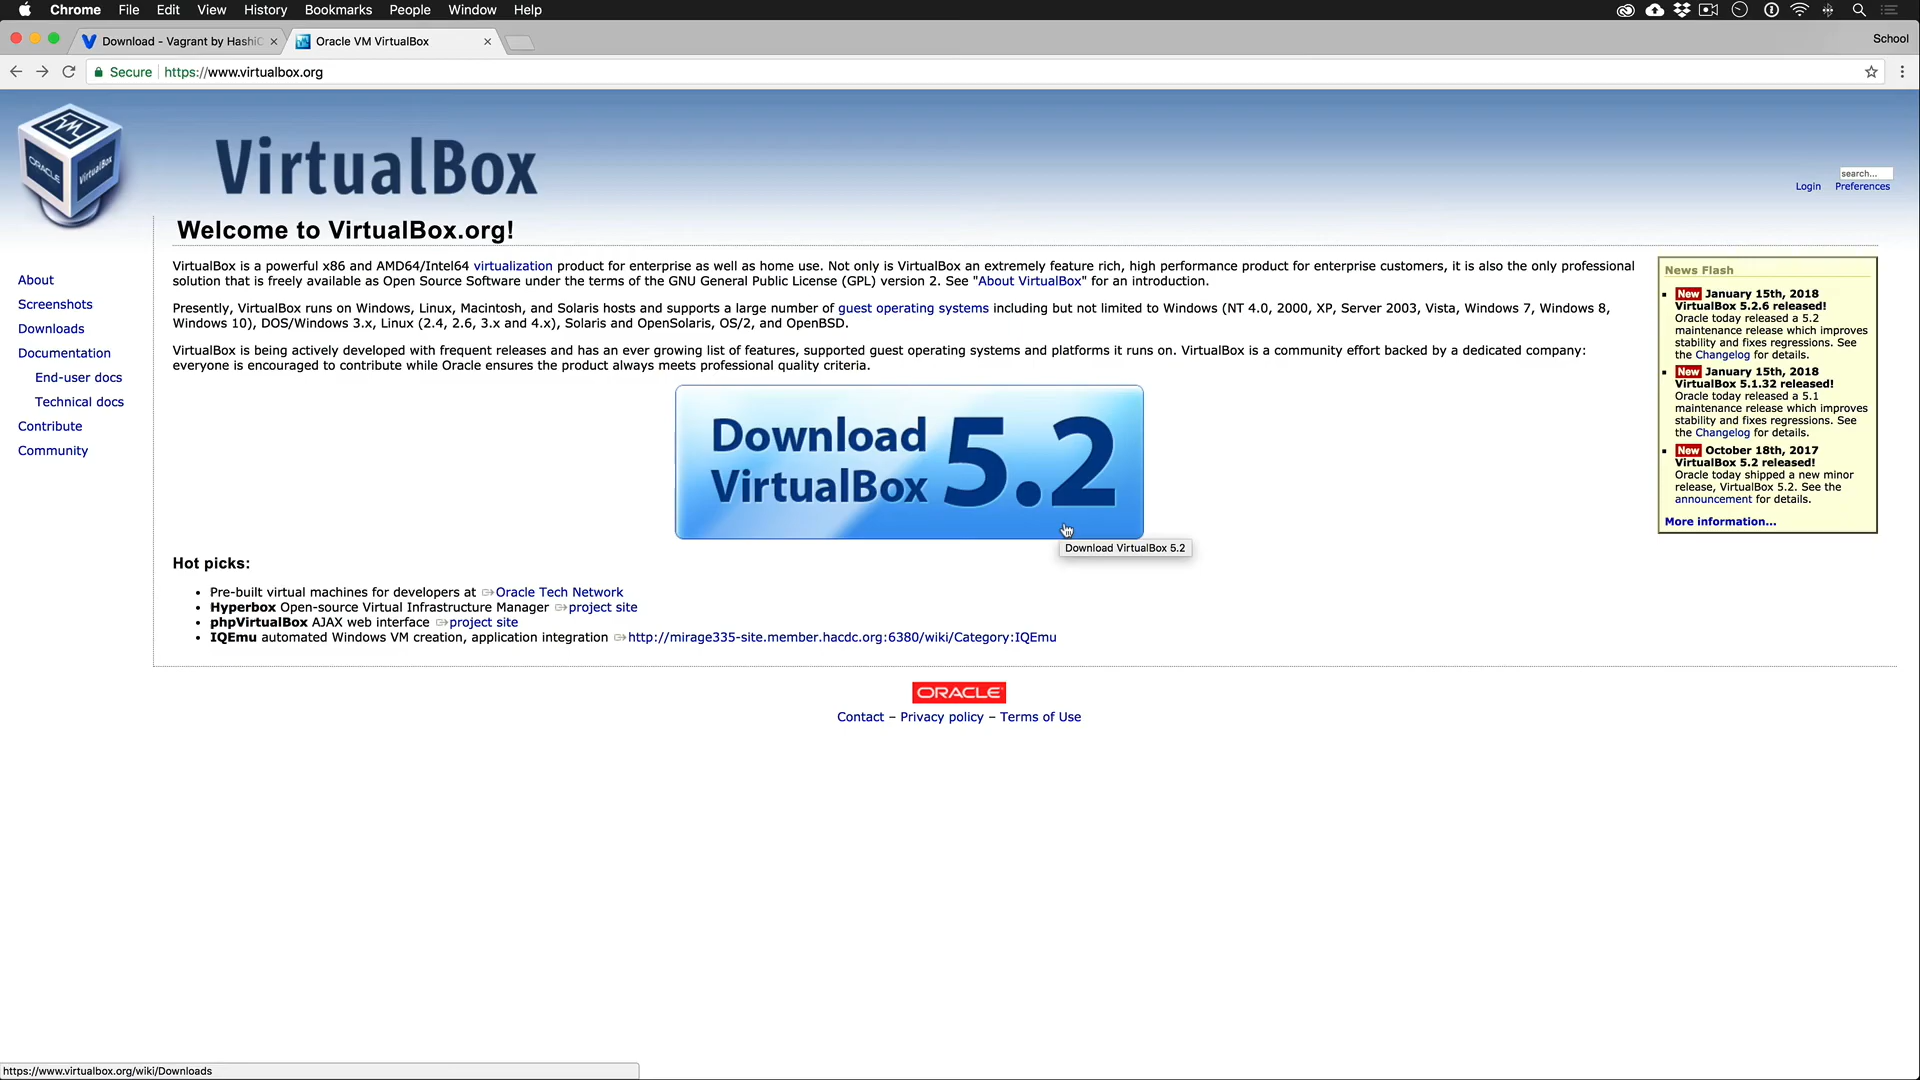 Chrome File Edit View History Bookmarks People Window Help
Download - Vagrant by HashiC
Oracle VM VirtualBox
School
Secure https://www.virtualbox.org
ORACLE VirtualBox
VirtualBox
search...
Login Preferences
Welcome to VirtualBox.org!
About
Screenshots
Downloads
Documentation
End-user docs
Technical docs
Contribute
Community
VirtualBox is a powerful x86 and AMD64/Intel64 virtualization product for enterprise as well as home use. Not only is VirtualBox an extremely feature rich, high performance product for enterprise customers, it is also the only professional
solution that is freely available as Open Source Software under the terms of the GNU General Public License (GPL) version 2. See "About VirtualBox" for an introduction.
Presently, VirtualBox runs on Windows, Linux, Macintosh, and Solaris hosts and supports a large number of guest operating systems including but not limited to Windows (NT 4.0, 2000, XP, Server 2003, Vista, Windows 7, Windows 8,
Windows 10), DOS/Windows 3.x, Linux (2.4, 2.6, 3.x and 4.x), Solaris and OpenSolaris, OS/2, and OpenBSD.
VirtualBox is being actively developed with frequent releases and has an ever growing list of features, supported guest operating systems and platforms it runs on. VirtualBox is a community effort backed by a dedicated company:
everyone is encouraged to contribute while Oracle ensures the product always meets professional quality criteria.
Download
VirtualBox 5.2
Download VirtualBox 5.2
Hot picks:
Pre-built virtual machines for developers at Oracle Tech Network
Hyperbox Open-source Virtual Infrastructure Manager project site
phpVirtualBox AJAX web interface project site
IQEmu automated Windows VM creation, application integration http://mirage335-site.member.hacdc.org:6380/wiki/Category:IQEmu
News Flash
New January 15th, 2018
VirtualBox 5.2.6 released!
Oracle today released a 5.2
maintenance release which improves
stability and fixes regressions. See
the Changelog for details.
New January 15th, 2018
VirtualBox 5.1.32 released!
Oracle today released a 5.1
maintenance release which improves
stability and fixes regressions. See
the Changelog for details.
New October 18th, 2017
VirtualBox 5.2 released!
Oracle today shipped a new minor
release, VirtualBox 5.2. See the
announcement for details.
More information...
ORACLE
Contact – Privacy policy – Terms of Use
https://www.virtualbox.org/wiki/Downloads